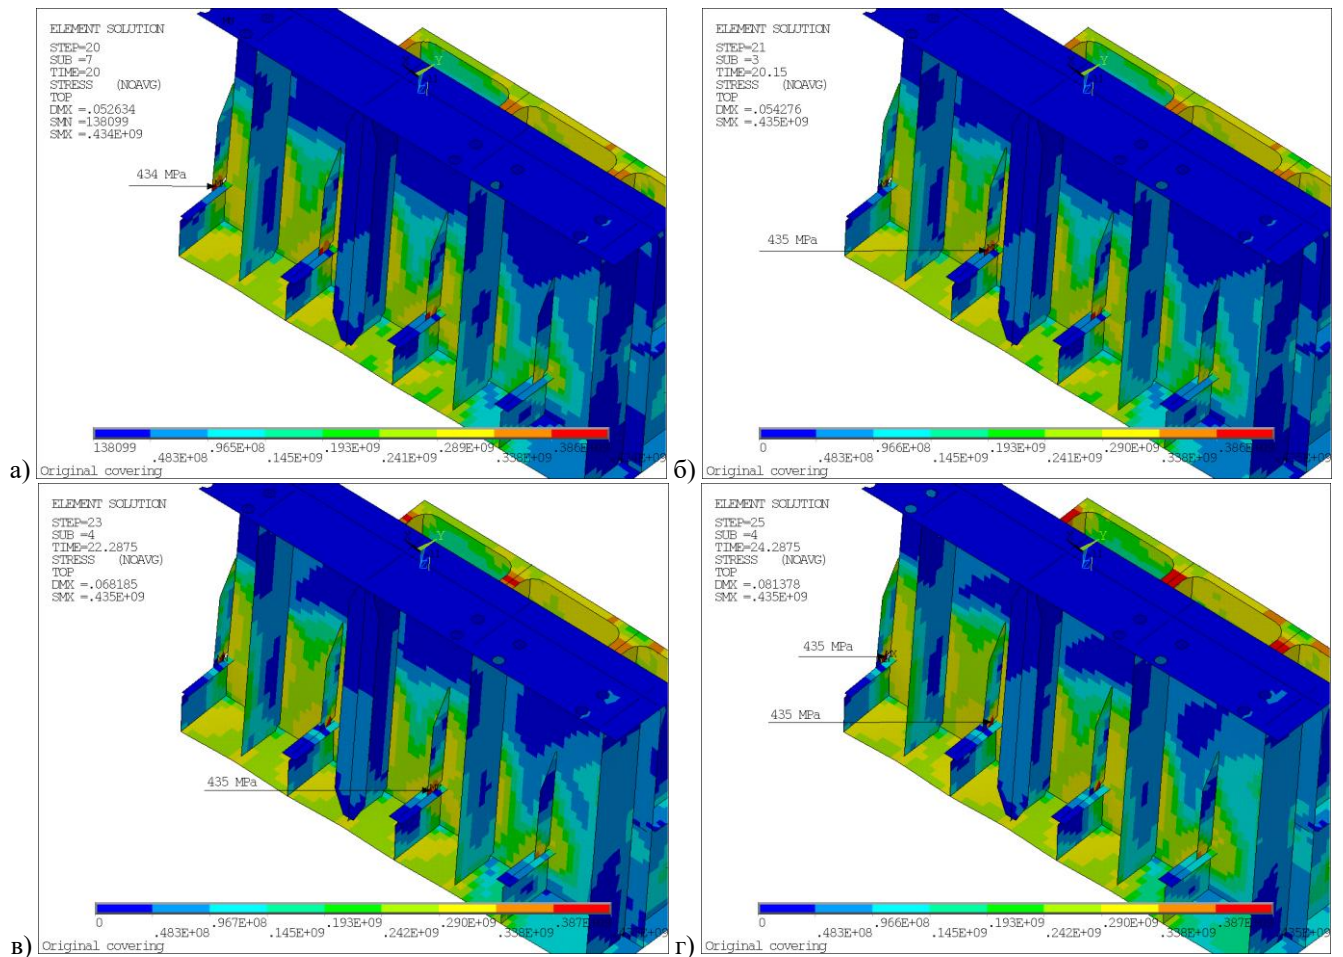 ELEMENT SOLUTION
STEP=20
SUB =7
TIME=20
STRESS (NOAVG)
TOP
DMX =.052634
SMN =138099
SMX =.434E+09
434 MPa
Y
138099 .965E+08 .193E+09 .289E+09
.483E+08 .145E+09 .241E+09 .338E+09
Original covering
а)
ELEMENT SOLUTION
STEP=21
SUB =3
TIME=20.15
STRESS (NOAVG)
TOP
DMX =.054276
SMX =.435E+09
435 MPa
Y
0 .966E+08 .193E+09 .290E+09
.483E+08 .145E+09 .241E+09 .338E+09
Original covering
б)
ELEMENT SOLUTION
STEP=23
SUB =4
TIME=22.2875
STRESS (NOAVG)
TOP
DMX =.068185
SMX =.435E+09
435 MPa
Y
0 .967E+08 .193E+09 .290E+09
.483E+08 .145E+09 .242E+09 .338E+09
Original covering
в)
ELEMENT SOLUTION
STEP=25
SUB =4
TIME=24.2875
STRESS (NOAVG)
TOP
DMX =.081378
SMX =.435E+09
435 MPa
435 MPa
Y
0 .966E+08 .193E+09 .290E+09
.483E+08 .145E+09 .242E+09 .338E+09
Original covering
г)